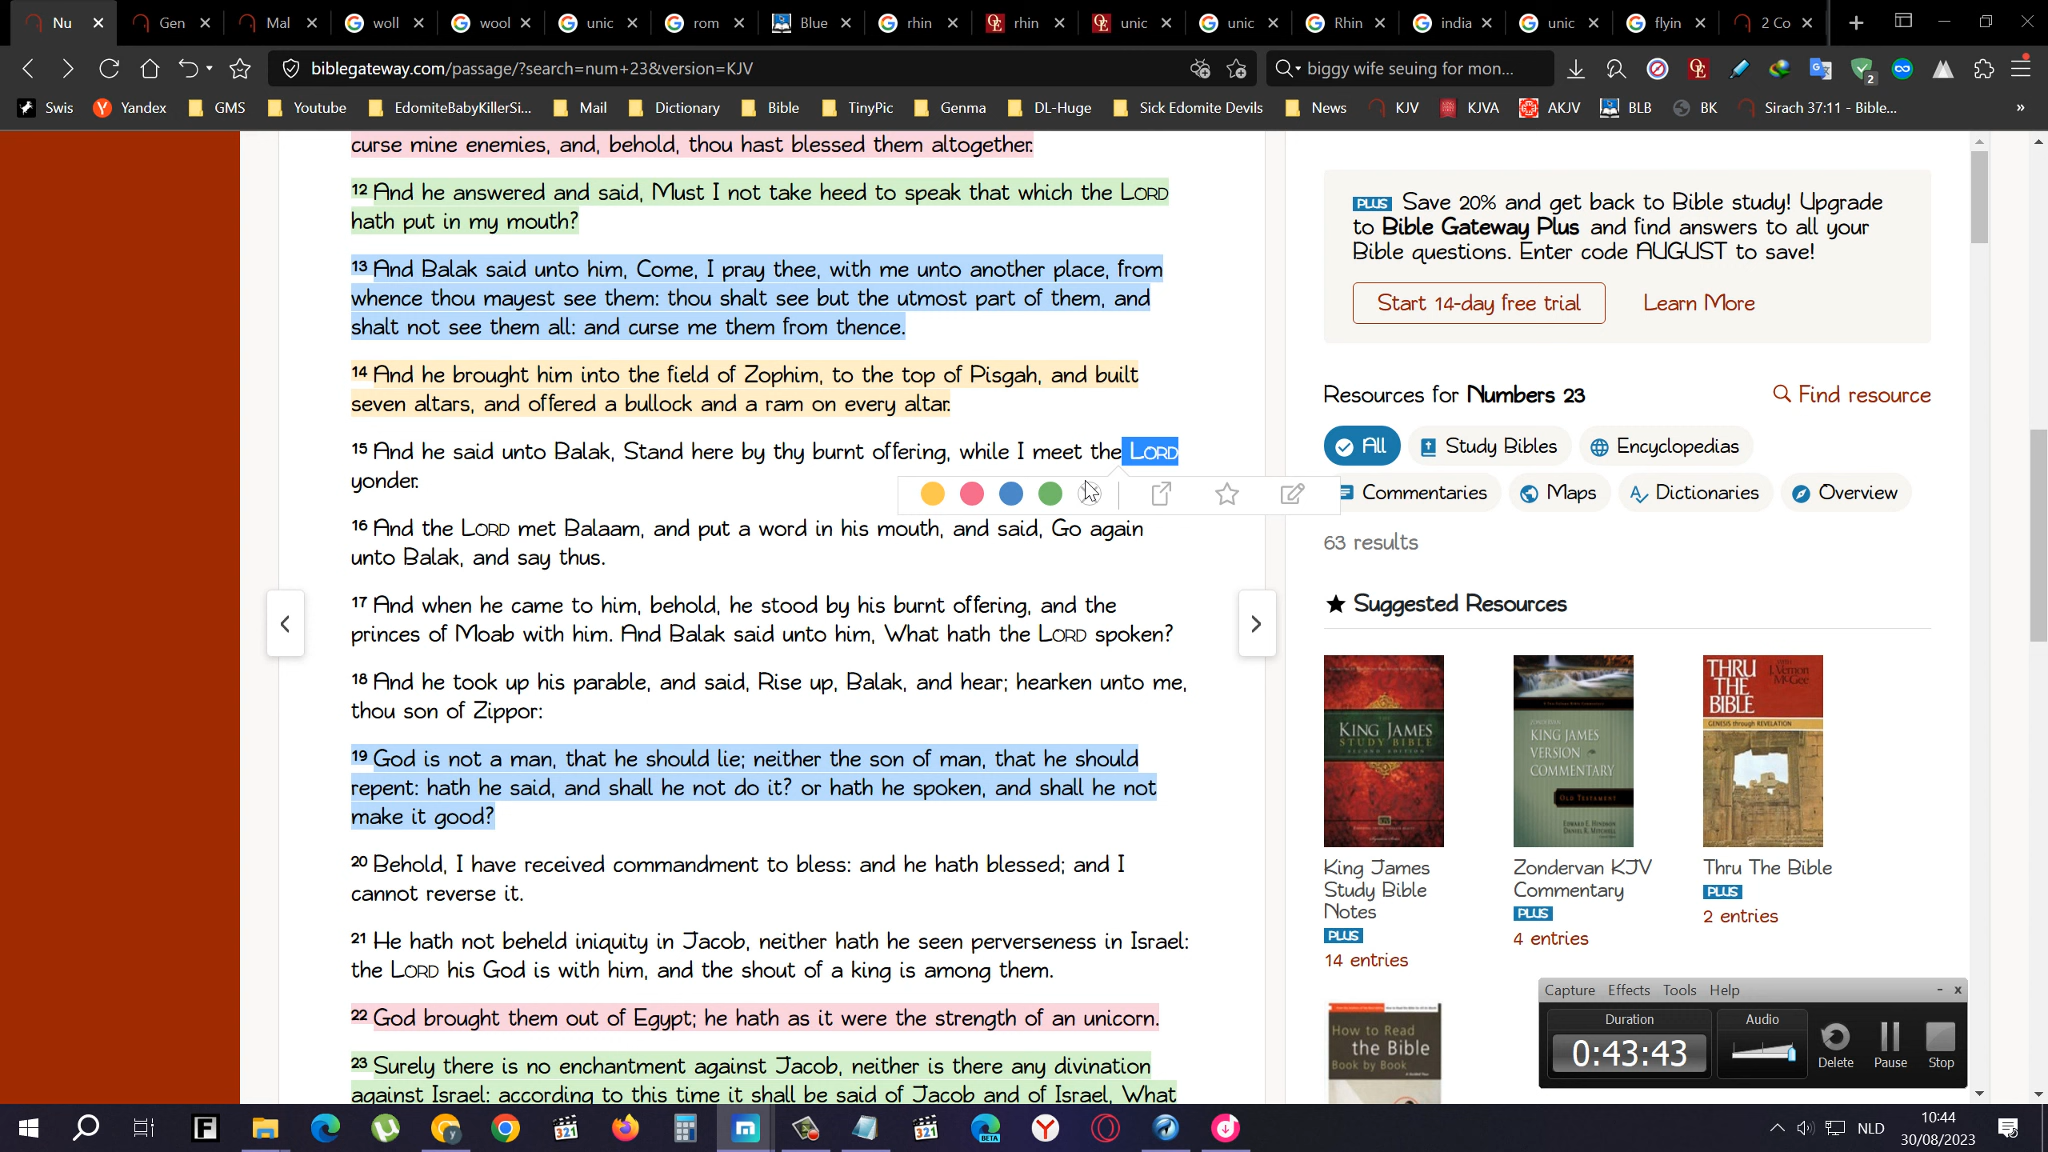 Nu
Gen
Mal
woll
wool
unic
rom
Blue
rhin
rhin
unic
unic
Rhin
india
unic
flyin
2 Co
biblegateway.com/passage/?search=num+23&version=KJV
biggy wife seuing for mon...
2
Swis
Yandex
GMS
Youtube
EdomiteBabyKillerSi...
Mail
Dictionary
Bible
TinyPic
Genma
DL-Huge
Sick Edomite Devils
News
KJV
KJVA
AKJV
BLB
BK
Sirach 37:11 - Bible...
»
curse mine enemies, and, behold, thou hast blessed them altogether.
12 And he answered and said, Must I not take heed to speak that which the LORD
hath put in my mouth?
13 And Balak said unto him, Come, I pray thee, with me unto another place, from
whence thou mayest see them: thou shalt see but the utmost part of them, and
shalt not see them all: and curse me them from thence.
14 And he brought him into the field of Zophim, to the top of Pisgah, and built
seven altars, and offered a bullock and a ram on every altar.
15 And he said unto Balak, Stand here by thy burnt offering, while I meet the LORD
yonder.
16 And the LORD met Balaam, and put a word in his mouth, and said, Go again
unto Balak, and say thus.
17 And when he came to him, behold, he stood by his burnt offering, and the
princes of Moab with him. And Balak said unto him, What hath the LORD spoken?
18 And he took up his parable, and said, Rise up, Balak, and hear; hearken unto me,
thou son of Zippor:
19 God is not a man, that he should lie; neither the son of man, that he should
repent: hath he said, and shall he not do it? or hath he spoken, and shall he not
make it good?
20 Behold, I have received commandment to bless: and he hath blessed; and I
cannot reverse it.
21 He hath not beheld iniquity in Jacob, neither hath he seen perverseness in Israel:
the LORD his God is with him, and the shout of a king is among them.
22 God brought them out of Egypt; he hath as it were the strength of an unicorn.
23 Surely there is no enchantment against Jacob, neither is there any divination
against Israel: according to this time it shall be said of Jacob and of Israel, What
PLUS Save 20% and get back to Bible study! Upgrade
to Bible Gateway Plus and find answers to all your
Bible questions. Enter code AUGUST to save!
Start 14-day free trial
Learn More
Resources for Numbers 23
Find resource
All
Study Bibles
Encyclopedias
Commentaries
Maps
Dictionaries
Overview
63 results
Suggested Resources
KING JAMES
STUDY BIBLE
SECOND EDITION
King James
Study Bible
Notes
PLUS
14 entries
KING JAMES
VERSION
COMMENTARY
OLD TESTAMENT
Zondervan KJV
Commentary
PLUS
4 entries
THRU
THE
BIBLE
J. Vernon
McGee
GENESIS through REVELATION
Thru The Bible
PLUS
2 entries
How to Read
the Bible
Book by Book
Capture Effects Tools Help
Duration
0:43:43
Audio
Delete
Pause
Stop
321
321
BETA
NLD
10:44
30/08/2023